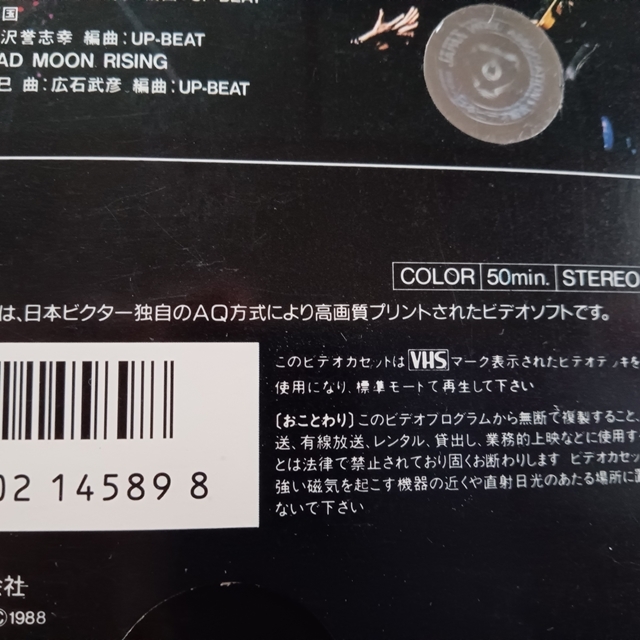 国
沢誉志幸 編曲:UP-BEAT
AD MOON RISING
曲:広石武彦 編曲:UP-BEAT
COLOR 50min. STEREO
は、日本ビクター独自のAQ方式により高画質プリントされたビデオソフトです。
このビデオカセットは VHS マーク表示されたビデオデッキを
使用になり、標準モードで再生して下さい
〔おことわり〕このビデオプログラムから無断で複製すること、
送、有線放送、レンタル、貸出し、業務的上映などに使用す
とは法律で禁止されており固くお断わりします ビデオカセッ
強い磁気を起こす機器の近くや直射日光のあたる場所に
ないで下さい
02 14589 8
会社
©1988